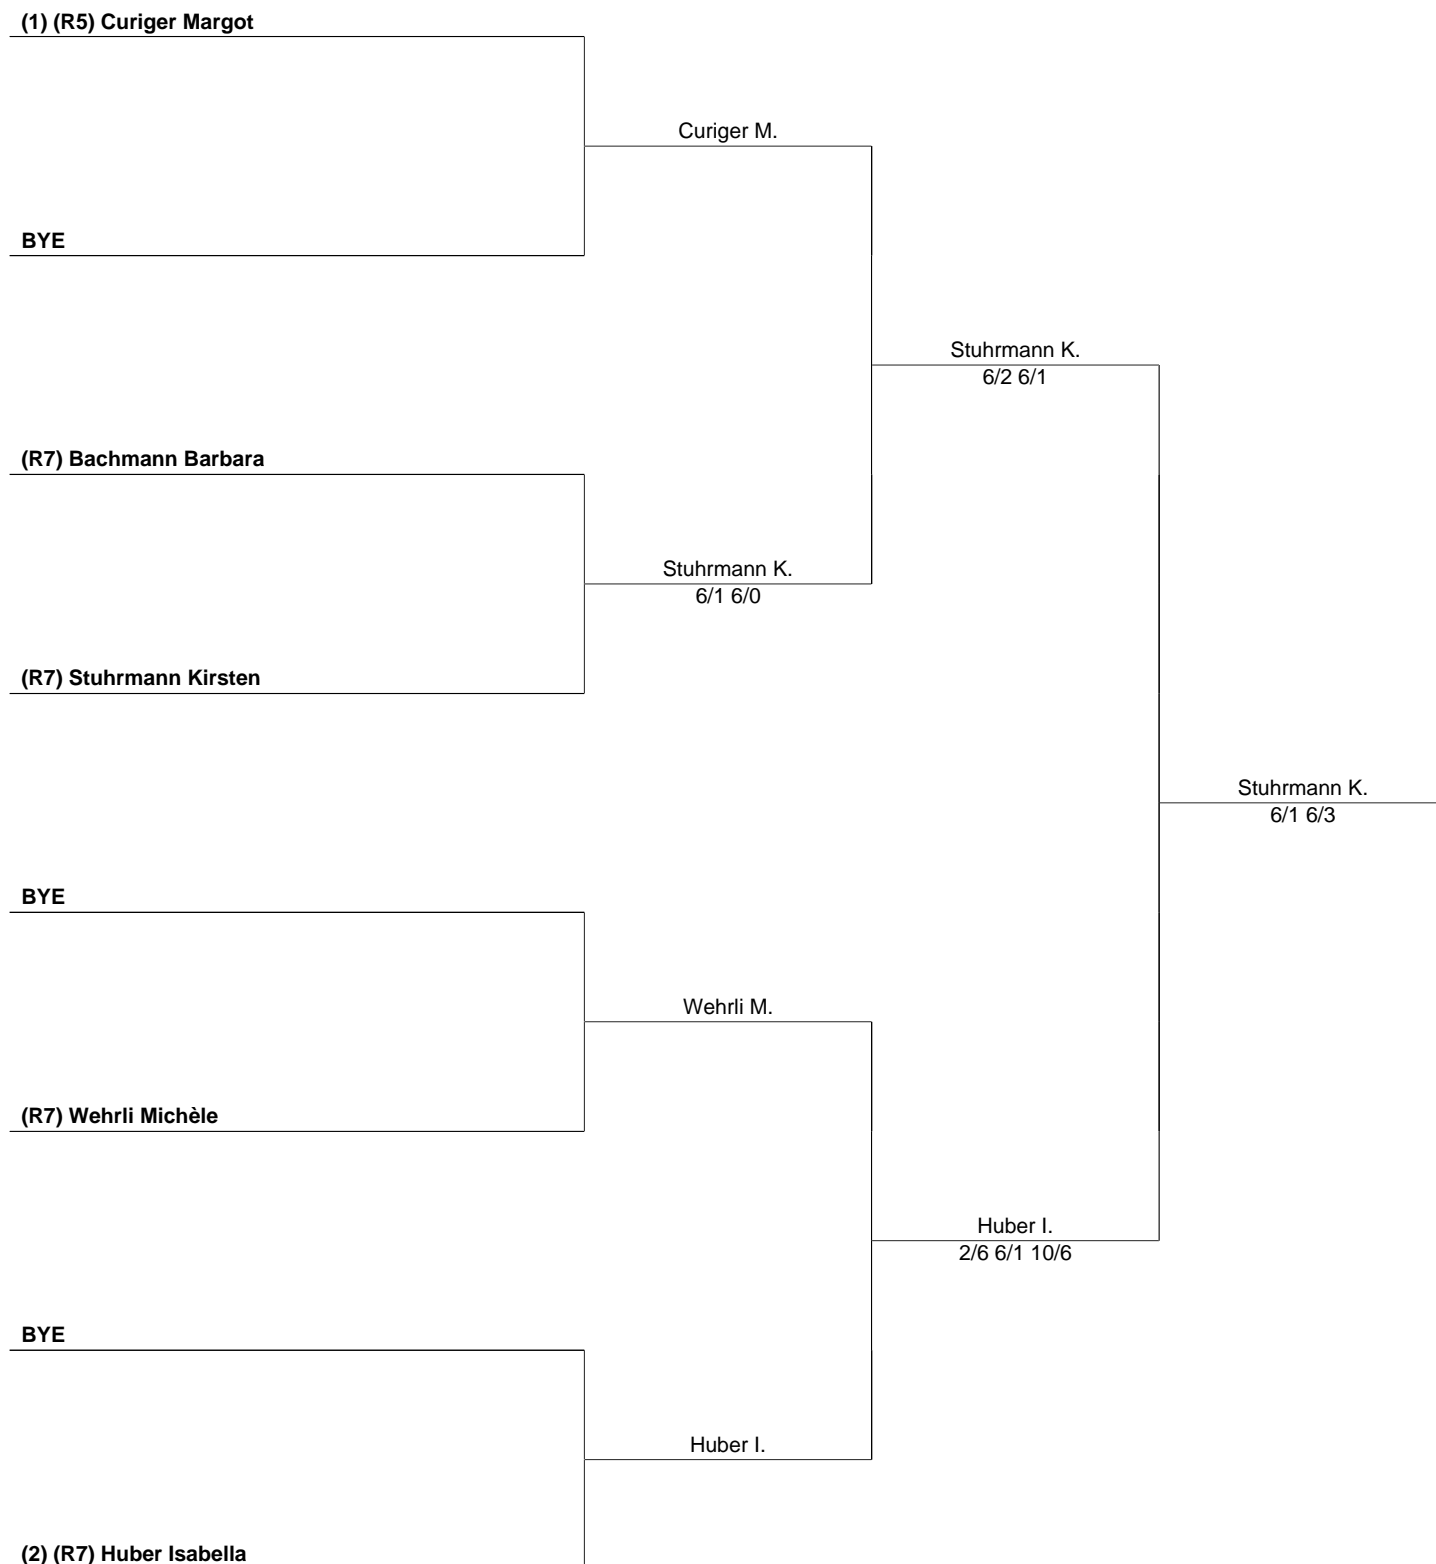 (1) (R5) Curiger Margot
Curiger M.
BYE
Stuhrmann K.
6/2 6/1
(R7) Bachmann Barbara
Stuhrmann K.
6/1 6/0
(R7) Stuhrmann Kirsten
Stuhrmann K.
6/1 6/3
BYE
Wehrli M.
(R7) Wehrli Michèle
Huber I.
2/6 6/1 10/6
BYE
Huber I.
(2) (R7) Huber Isabella